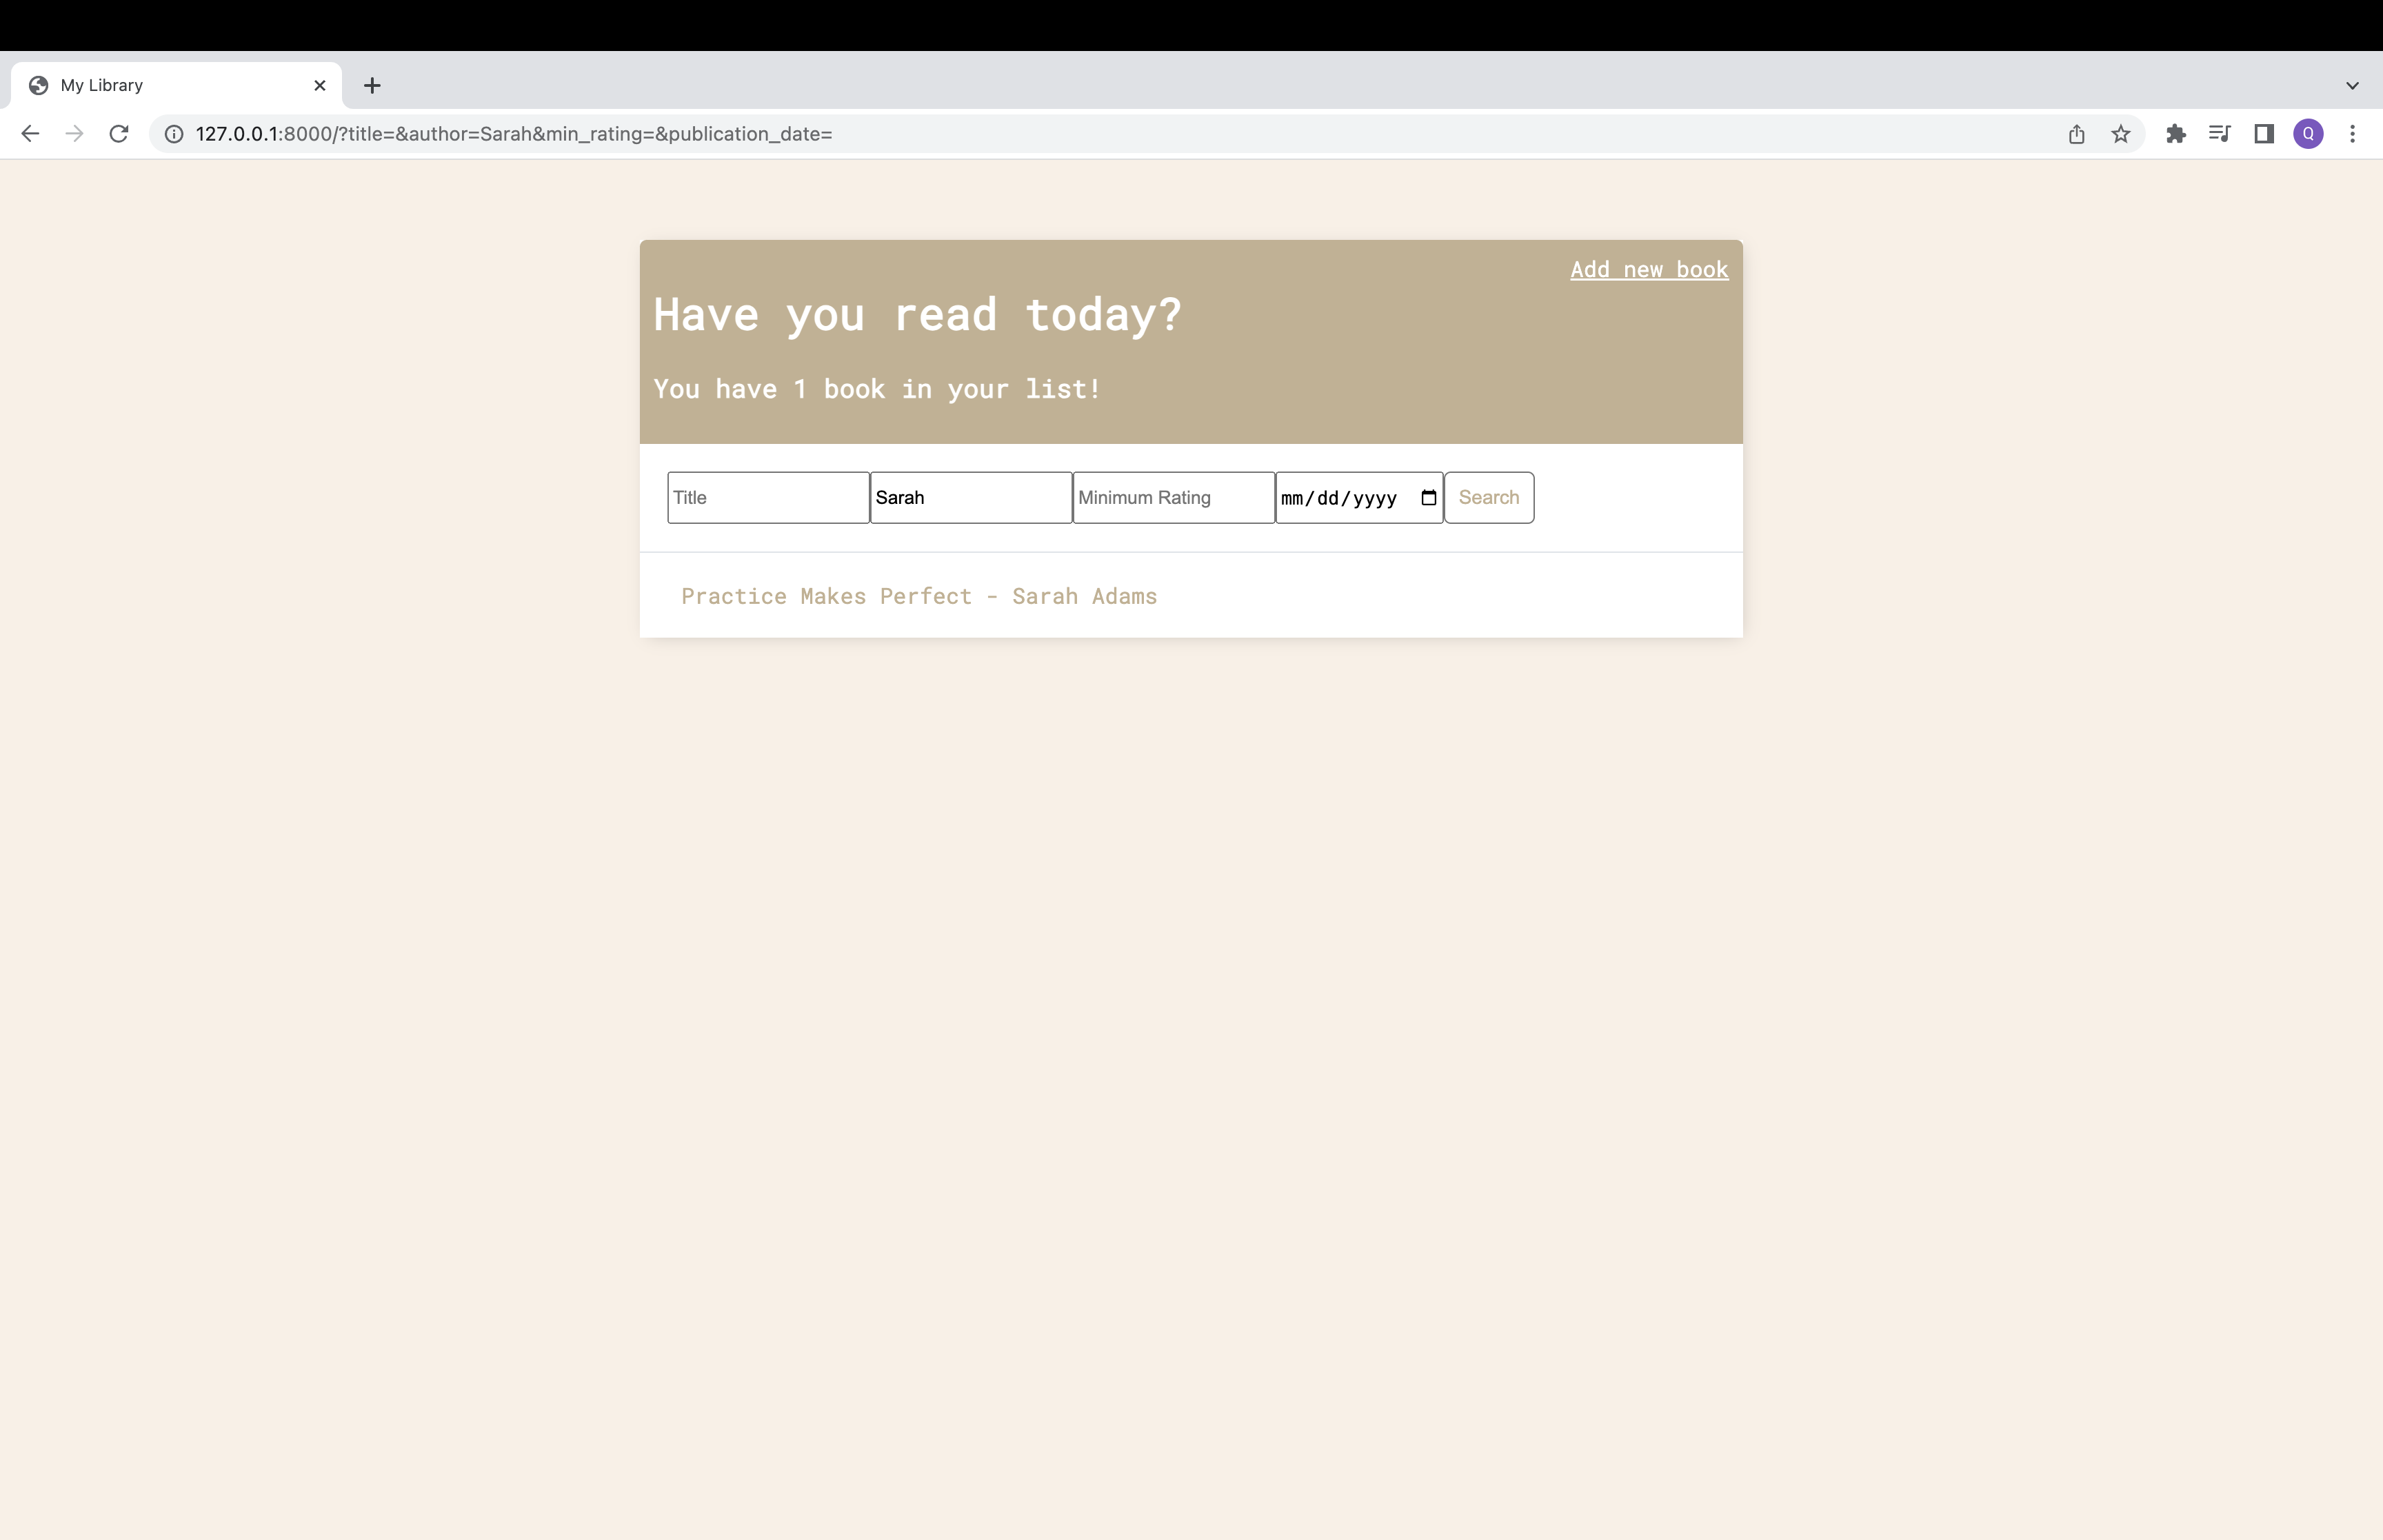 My Library
127.0.0.1:8000/?title=&author=Sarah&min_rating=&publication_date=
Q
Add new book
Have you read today?
You have 1 book in your list!
Title Sarah Minimum Rating mm/dd/yyyy Search
Practice Makes Perfect - Sarah Adams